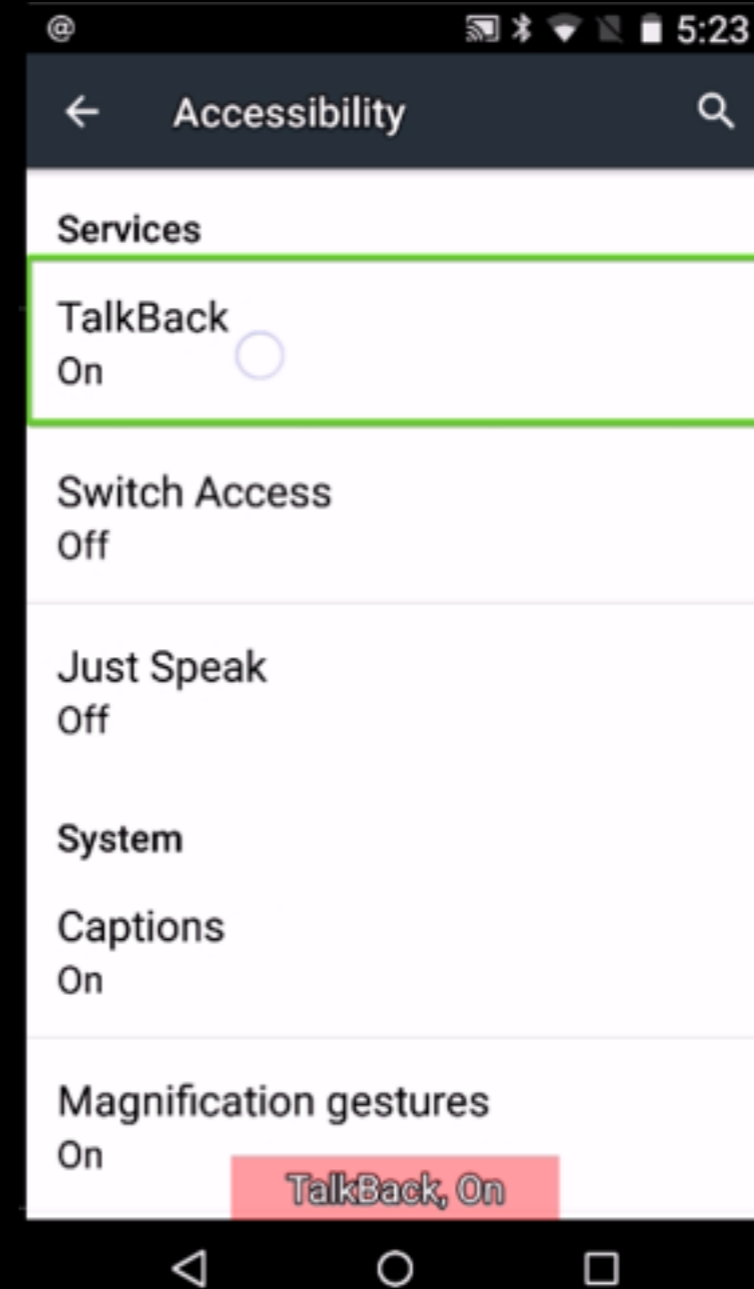 @ 5:23
Accessibility
Services
TalkBack
On
Switch Access
Off
Just Speak
Off
System
Captions
On
Magnification gestures
On
TalkBack, On